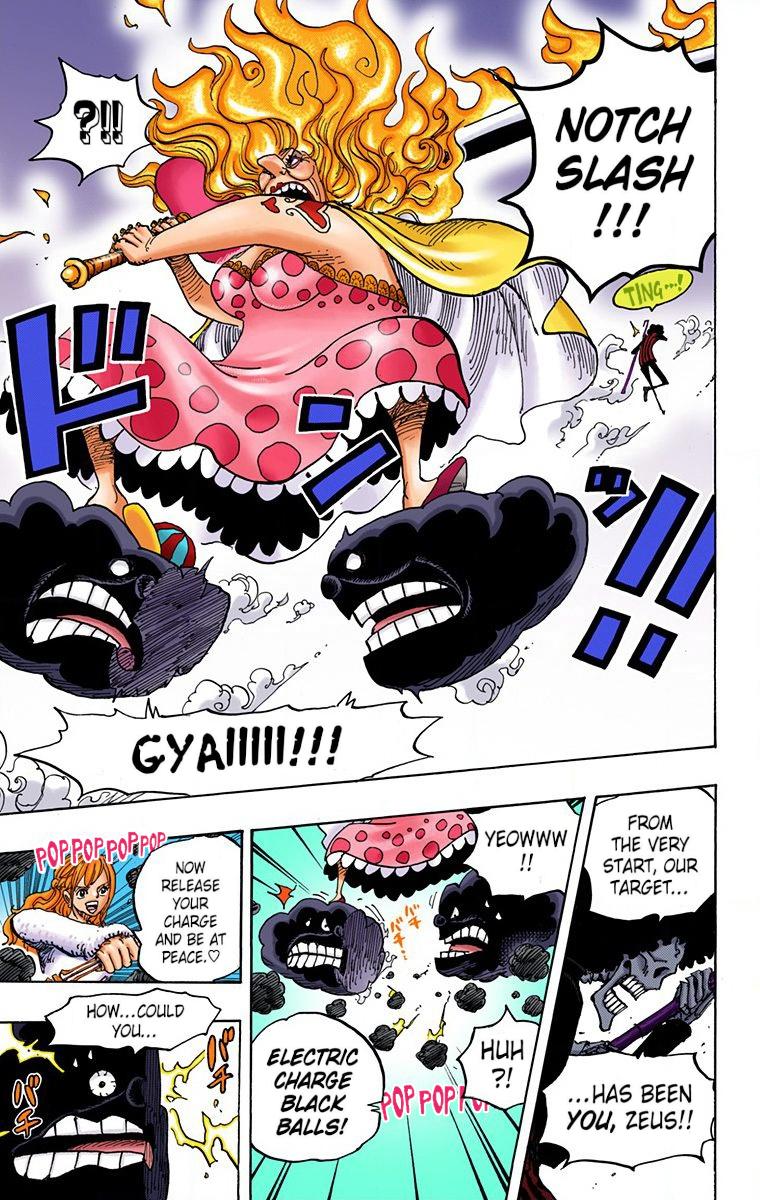 NOTCH
SLASH
!!!
?!!
TING...!
ドンッ!!
GYAIIIIII!!!
FROM
THE VERY
START, OUR
TARGET...
...HAS BEEN
YOU, ZEUS!!
YEOWWW
!!
バチ
HUH
?!
ELECTRIC
CHARGE
BLACK
BALLS!
POP POP POP
POP POP POP POP
NOW
RELEASE
YOUR
CHARGE
AND BE AT
PEACE.♡
HOW...COULD
YOU...
バチ
バチ